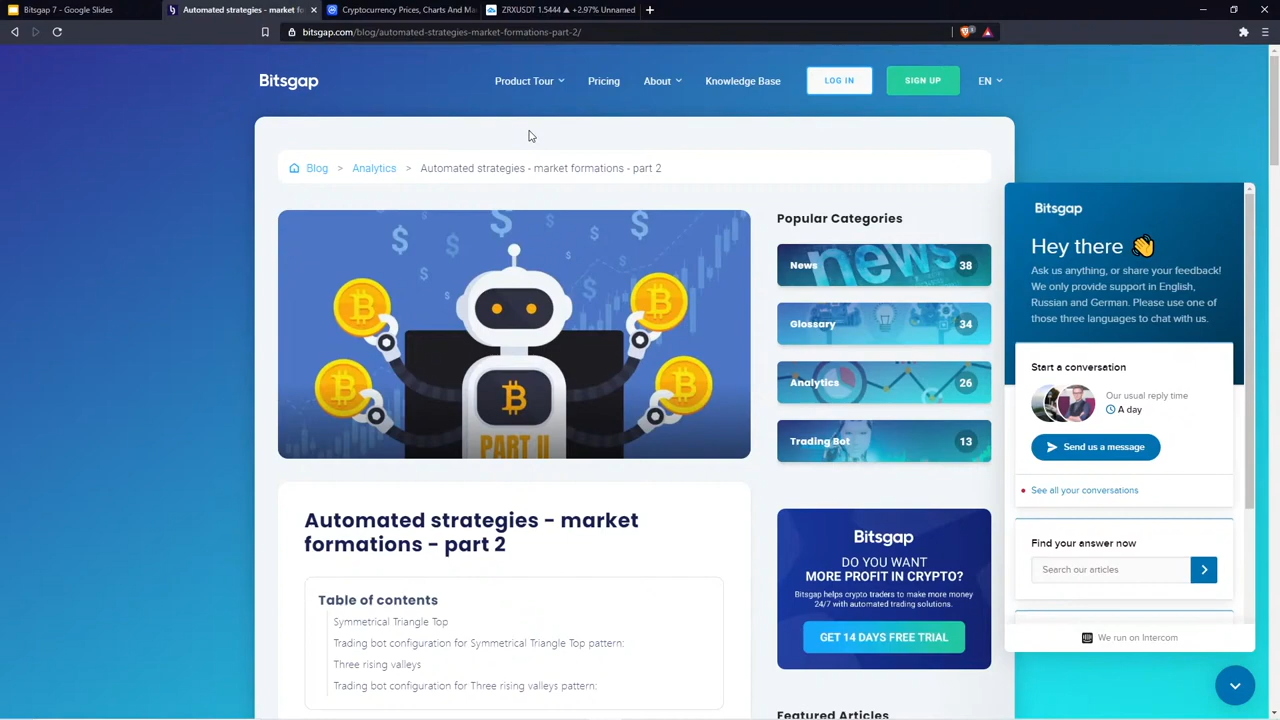 Bitsgap 7 - Google Slides
Automated strategies - market fo
Cryptocurrency Prices, Charts And Ma
ZRXUSDT 1.5444 ▲ +2.97% Unnamed
bitsgap.com/blog/automated-strategies-market-formations-part-2/
Bitsgap
Product Tour
Pricing
About
Knowledge Base
LOG IN
SIGN UP
EN
Blog > Analytics > Automated strategies - market formations - part 2
PART II
Automated strategies - market
formations - part 2
Table of contents
Symmetrical Triangle Top
Trading bot configuration for Symmetrical Triangle Top pattern:
Three rising valleys
Trading bot configuration for Three rising valleys pattern:
Popular Categories
News 38
Glossary 34
Analytics 26
Trading Bot 13
Bitsgap
DO YOU WANT
MORE PROFIT IN CRYPTO?
Bitsgap helps crypto traders to make more money
24/7 with automated trading solutions.
GET 14 DAYS FREE TRIAL
Featured Articles
Bitsgap
Hey there 👋
Ask us anything, or share your feedback!
We only provide support in English,
Russian and German. Please use one of
those three languages to chat with us.
Start a conversation
Our usual reply time
A day
Send us a message
See all your conversations
Find your answer now
Search our articles
We run on Intercom